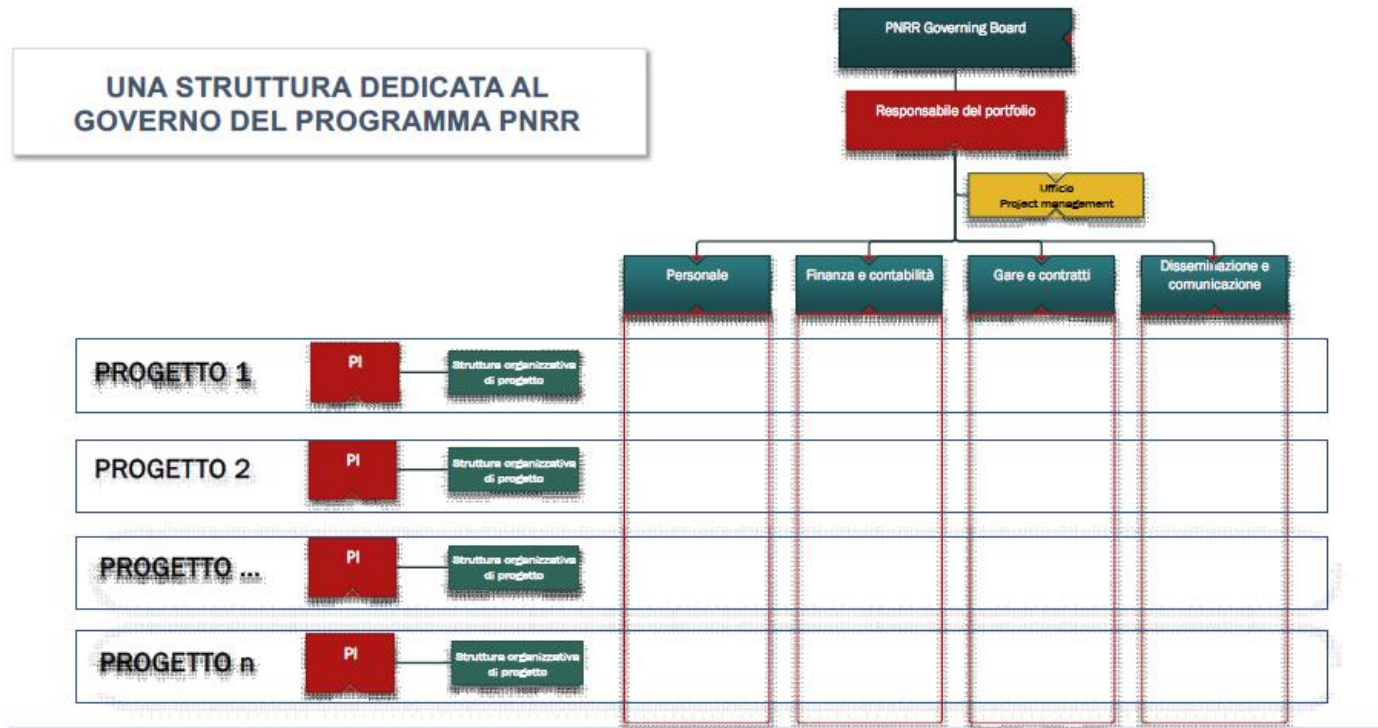 UNA STRUTTURA DEDICATA AL
GOVERNO DEL PROGRAMMA PNRR
PNRR Governing Board
Responsabile del portfolio
Ufficio
Project management
Personale
Finanza e contabilità
Gare e contratti
Disseminazione e
comunicazione
PROGETTO 1
PI
Struttura organizzativa
di progetto
PROGETTO 2
PI
Struttura organizzativa
di progetto
PROGETTO ...
PI
Struttura organizzativa
di progetto
PROGETTO n
PI
Struttura organizzativa
di progetto